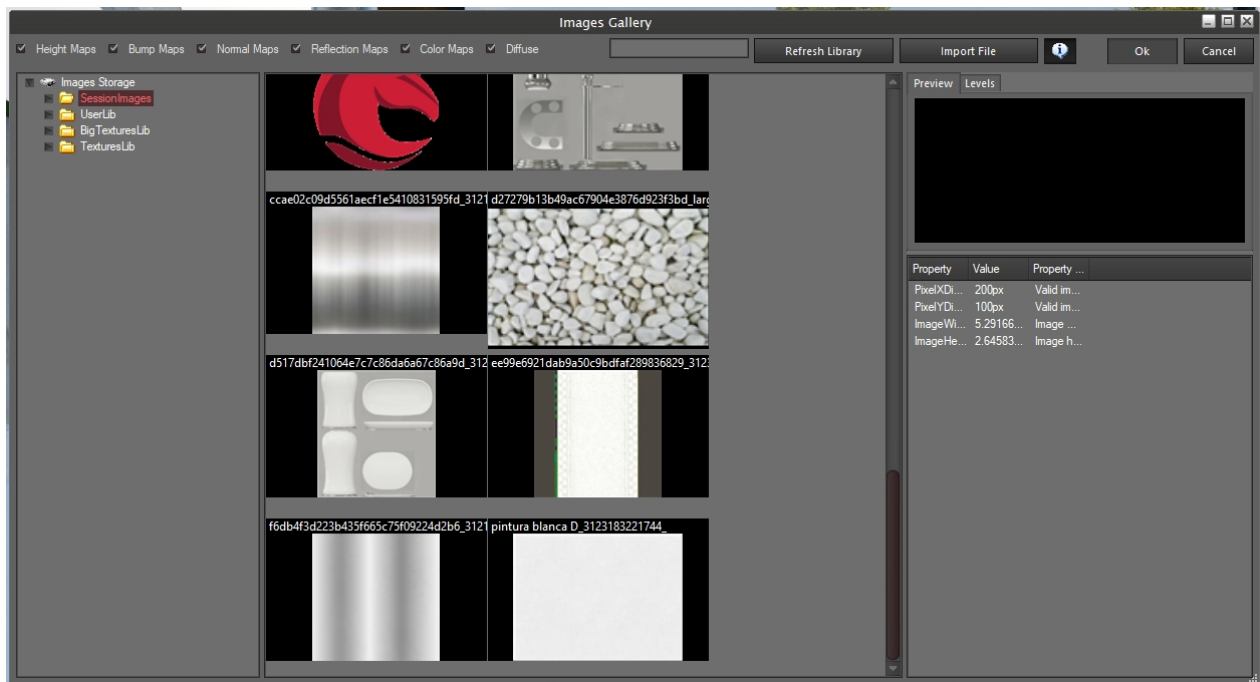 Images Gallery
Height Maps Bump Maps Normal Maps Reflection Maps Color Maps Diffuse Refresh Library Import File Ok Cancel
Images Storage
SessionImages
UserLib
BigTexturesLib
TexturesLib
ccae02c09d5561aecf1e5410831595fd_3121
d27279b13b49ac67904e3876d923f3bd_larg
d517dbf241064e7c7c86da6a67c86a9d_312
ee99e6921dab9a50c9bdfaf289836829_3123
f6db4f3d223b435f665c75f09224d2b6_3121
pintura blanca D_3123183221744_
Preview Levels
Property Value Property ...
PixelXDi... 200px Valid im...
PixelYDi... 100px Valid im...
ImageWi... 5.29166... Image ...
ImageHe... 2.64583... Image h...